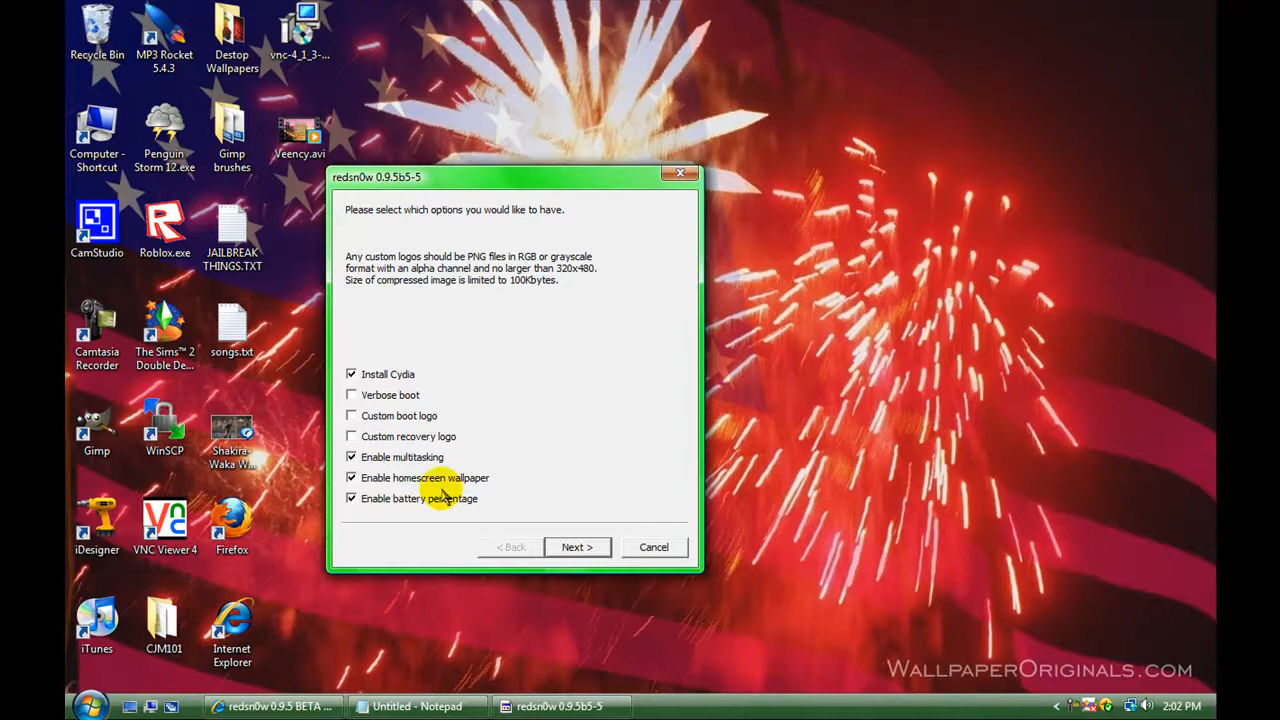 Recycle Bin
MP3 Rocket
5.4.3
Destop
Wallpapers
vnc-4_1_3-...
Computer -
Shortcut
Penguin
Storm 12.exe
Gimp
brushes
Veency.avi
CamStudio
Roblox.exe
JAILBREAK
THINGS.TXT
Camtasia
Recorder
The Sims™ 2
Double De...
songs.txt
Gimp
WinSCP
Shakira-
Waka W...
iDesigner
VNC Viewer 4
Firefox
iTunes
CJM101
Internet
Explorer
redsn0w 0.9.5b5-5
Please select which options you would like to have.
Any custom logos should be PNG files in RGB or grayscale
format with an alpha channel and no larger than 320x480.
Size of compressed image is limited to 100Kbytes.
Install Cydia
Verbose boot
Custom boot logo
Custom recovery logo
Enable multitasking
Enable homescreen wallpaper
Enable battery percentage
< Back
Next >
Cancel
WALLPAPERORIGINALS.COM
redsn0w 0.9.5 BETA ...
Untitled - Notepad
redsn0w 0.9.5b5-5
2:02 PM